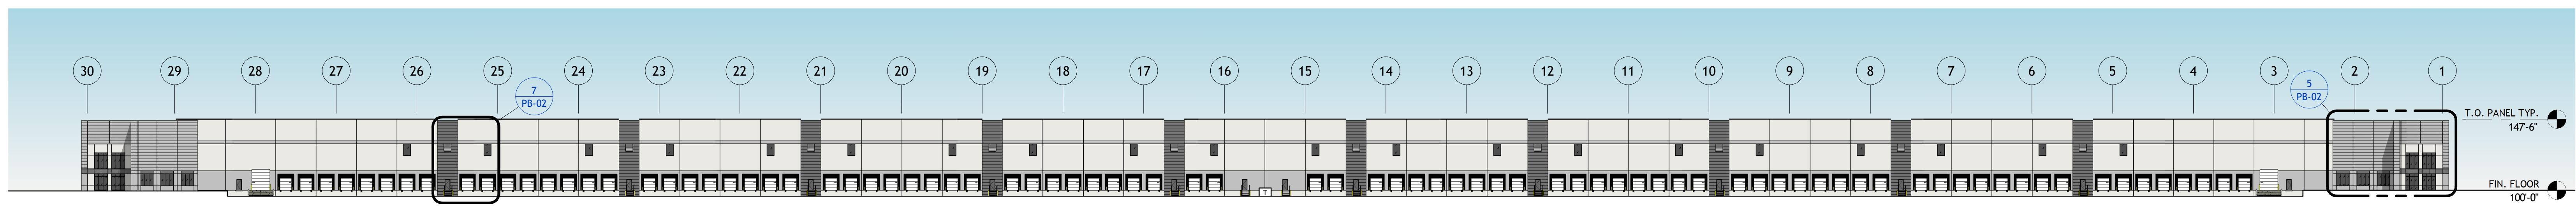 30 29 28 27 26 25 24 23 22 21 20 19 18 17 16 15 14 13 12 11 10 9 8 7 6 5 4 3 2 1
7
PB-02
5
PB-02
T.O. PANEL TYP.
147'-6"
FIN. FLOOR
100'-0"